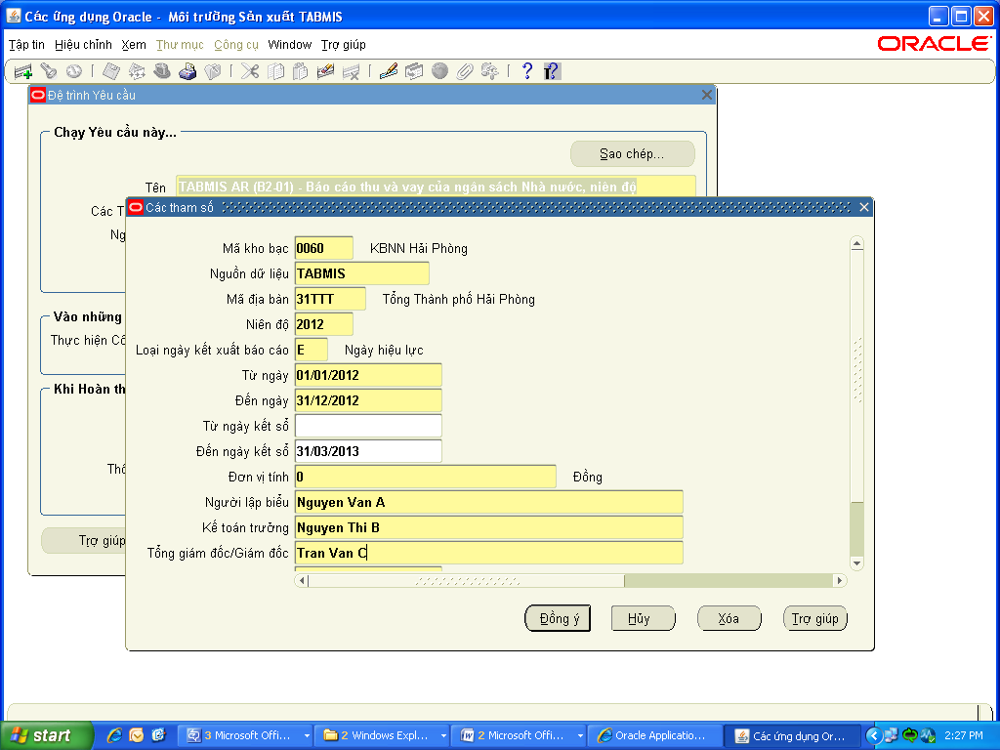 Các ứng dụng Oracle - Môi trường Sản xuất TABMIS
Tập tin Hiệu chỉnh Xem Thư mục Công cụ Window Trợ giúp
ORACLE
Đệ trình Yêu cầu
Chạy Yêu cầu này...
Sao chép...
Tên TABMIS AR (B2-01) - Báo cáo thu và vay của ngân sách Nhà nước, niên độ
Các T
Ng
Các tham số
Mã kho bạc 0060 KBNN Hải Phòng
Nguồn dữ liệu TABMIS
Mã địa bàn 31TTT Tổng Thành phố Hải Phòng
Vào những
Niên độ 2012
Thực hiện Cô
Loại ngày kết xuất báo cáo E Ngày hiệu lực
Từ ngày 01/01/2012
Khi Hoàn th
Đến ngày 31/12/2012
Từ ngày kết sổ
Đến ngày kết sổ 31/03/2013
Thô
Đơn vị tính 0 Đồng
Người lập biểu Nguyen Van A
Kế toán trưởng Nguyen Thi B
Trợ giúp
Tổng giám đốc/Giám đốc Tran Van C
Đồng ý Hủy Xóa Trợ giúp
start 3 Microsoft Offi... 2 Windows Expl... 2 Microsoft Offi... Oracle Applicatio... Các ứng dụng Or... 2:27 PM